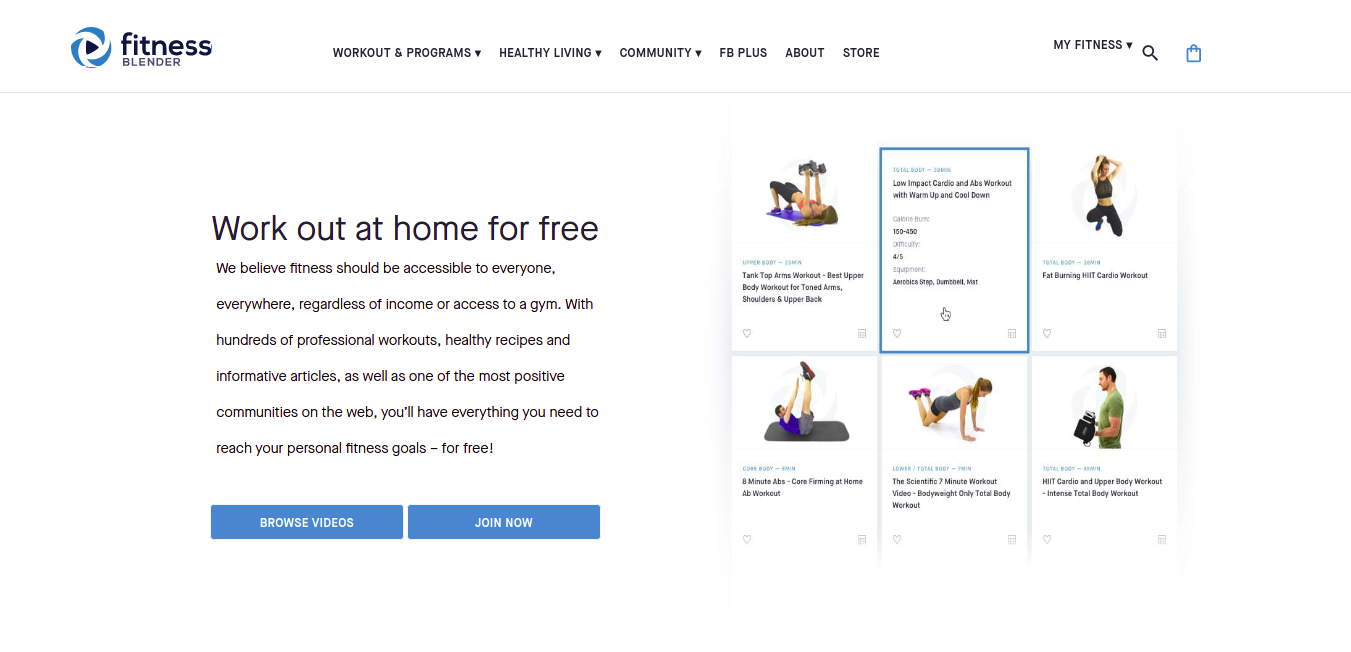 fitness
BLENDER
WORKOUT & PROGRAMS ▾ HEALTHY LIVING ▾ COMMUNITY ▾ FB PLUS ABOUT STORE
MY FITNESS ▾
Work out at home for free
We believe fitness should be accessible to everyone,
everywhere, regardless of income or access to a gym. With
hundreds of professional workouts, healthy recipes and
informative articles, as well as one of the most positive
communities on the web, you’ll have everything you need to
reach your personal fitness goals – for free!
BROWSE VIDEOS
JOIN NOW
UPPER BODY — 25MIN
Tank Top Arms Workout - Best Upper
Body Workout for Toned Arms,
Shoulders & Upper Back
TOTAL BODY — 39MIN
Low Impact Cardio and Abs Workout
with Warm Up and Cool Down
Calorie Burn:
150-450
Difficulty:
4/5
Equipment:
Aerobics Step, Dumbbell, Mat
TOTAL BODY — 36MIN
Fat Burning HIIT Cardio Workout
CORE BODY — 8MIN
8 Minute Abs - Core Firming at Home
Ab Workout
LOWER / TOTAL BODY — 7MIN
The Scientific 7 Minute Workout
Video - Bodyweight Only Total Body
Workout
TOTAL BODY — 45MIN
HIIT Cardio and Upper Body Workout
- Intense Total Body Workout